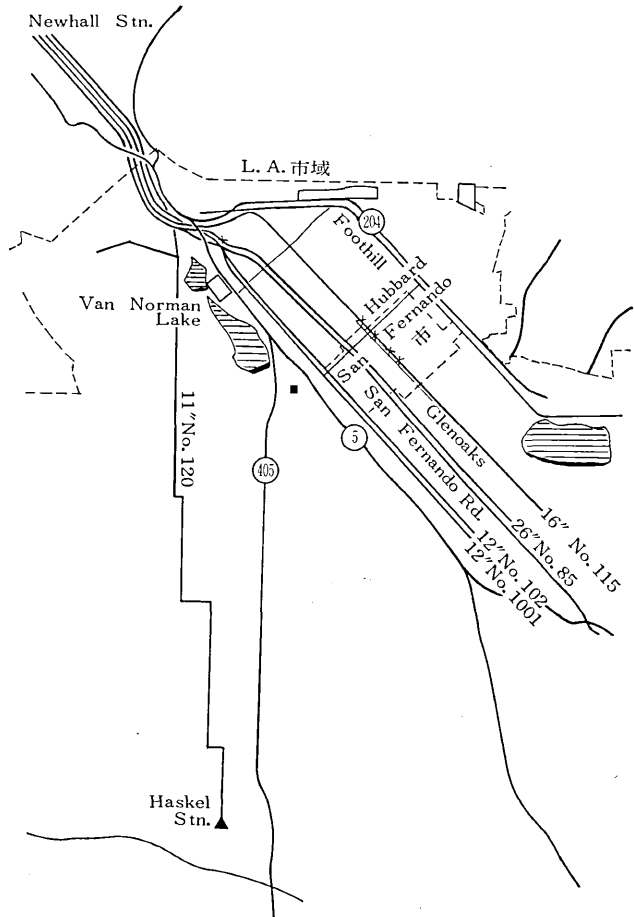 Newhall Stn.
L.A.市域
204
Foothill
Hubbard
San Fernando 市
Van Norman
Lake
11″No.120
405
5
San Fernando Rd.
Glenoaks
16″ No.115
26″No.85
12″No.102
12″No.1001
Haskel
Stn.